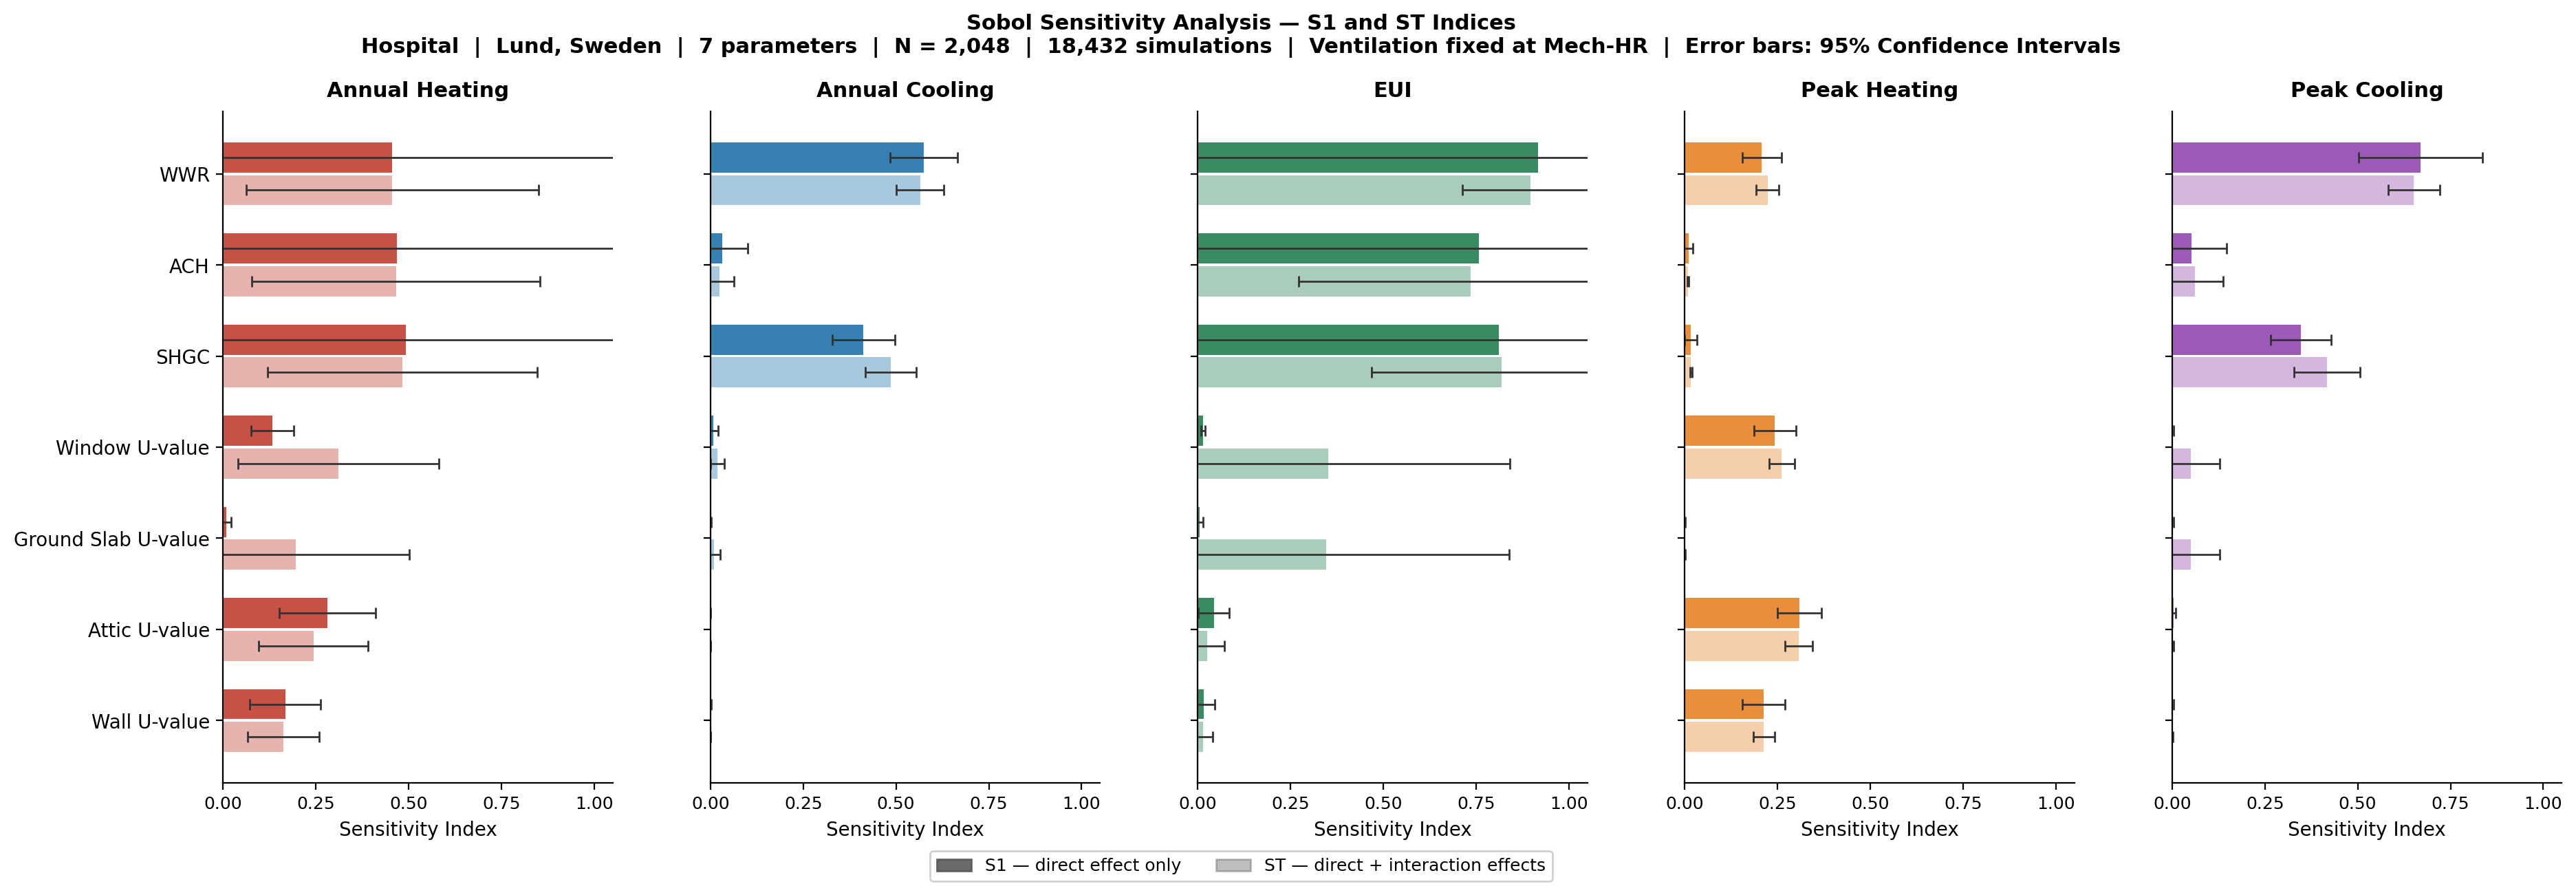 Sobol Sensitivity Analysis — S1 and ST Indices
Hospital | Lund, Sweden | 7 parameters | N = 2,048 | 18,432 simulations | Ventilation fixed at Mech-HR | Error bars: 95% Confidence Intervals
Annual Heating Annual Cooling EUI Peak Heating Peak Cooling
WWR
ACH
SHGC
Window U-value
Ground Slab U-value
Attic U-value
Wall U-value
0.00 0.25 0.50 0.75 1.00 0.00 0.25 0.50 0.75 1.00 0.00 0.25 0.50 0.75 1.00 0.00 0.25 0.50 0.75 1.00 0.00 0.25 0.50 0.75 1.00
Sensitivity Index Sensitivity Index Sensitivity Index Sensitivity Index Sensitivity Index
S1 — direct effect only ST — direct + interaction effects